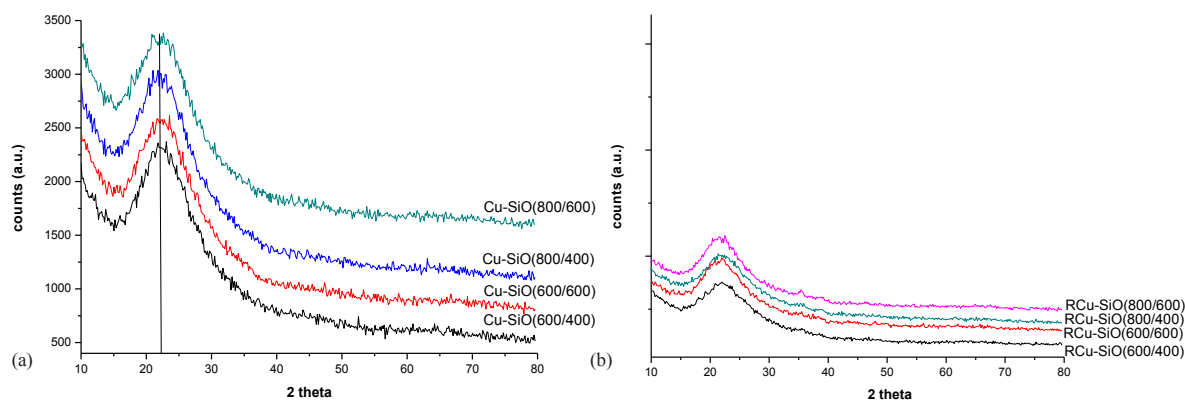 3500
3000
2500
2000
1500
1000
500
counts (a.u.)
Cu-SiO(800/600)
Cu-SiO(800/400)
Cu-SiO(600/600)
Cu-SiO(600/400)
10 20 30 40 50 60 70 80
2 theta
(a)
counts (a.u.)
RCu-SiO(800/600)
RCu-SiO(800/400)
RCu-SiO(600/600)
RCu-SiO(600/400)
10 20 30 40 50 60 70 80
2 theta
(b)